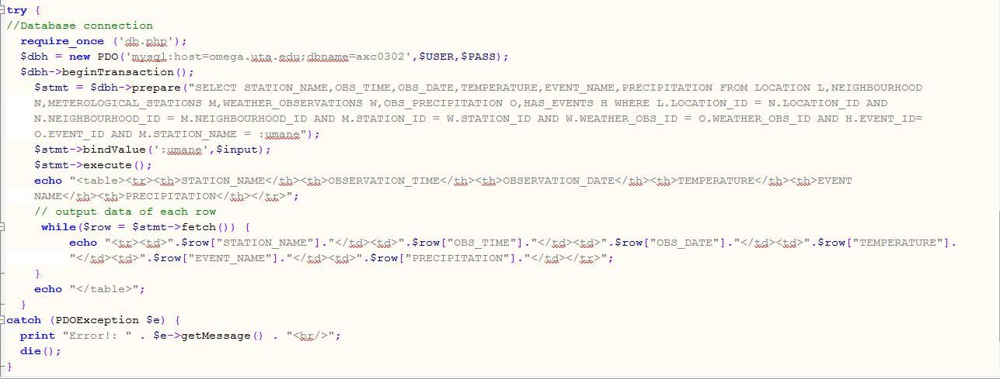 try {
//Database connection
require_once ('db.php');
$dbh = new PDO('mysql:host=omega.uta.edu;dbname=axc0302',$USER,$PASS);
$dbh->beginTransaction();
$stmt = $dbh->prepare("SELECT STATION_NAME,OBS_TIME,OBS_DATE,TEMPERATURE,EVENT_NAME,PRECIPITATION FROM LOCATION L,NEIGHBOURHOOD
N,METEROLOGICAL_STATIONS M,WEATHER_OBSERVATIONS W,OBS_PRECIPITATION O,HAS_EVENTS H WHERE L.LOCATION_ID = N.LOCATION_ID AND
N.NEIGHBOURHOOD_ID = M.NEIGHBOURHOOD_ID AND M.STATION_ID = W.STATION_ID AND W.WEATHER_OBS_ID = O.WEATHER_OBS_ID AND H.EVENT_ID=
O.EVENT_ID AND M.STATION_NAME = :umane");
$stmt->bindValue(':umane',$input);
$stmt->execute();
echo "<table><tr><th>STATION_NAME</th><th>OBSERVATION_TIME</th><th>OBSERVATION_DATE</th><th>TEMPERATURE</th><th>EVENT
NAME</th><th>PRECIPITATION</th></tr>";
// output data of each row
while($row = $stmt->fetch()) {
echo "<tr><td>".$row["STATION_NAME"]."</td><td>".$row["OBS_TIME"]."</td><td>".$row["OBS_DATE"]."</td><td>".$row["TEMPERATURE"].
"</td><td>".$row["EVENT_NAME"]."</td><td>".$row["PRECIPITATION"]."</td></tr>";
}
echo "</table>";
}
catch (PDOException $e) {
print "Error!: " . $e->getMessage() . "<br/>";
die();
}